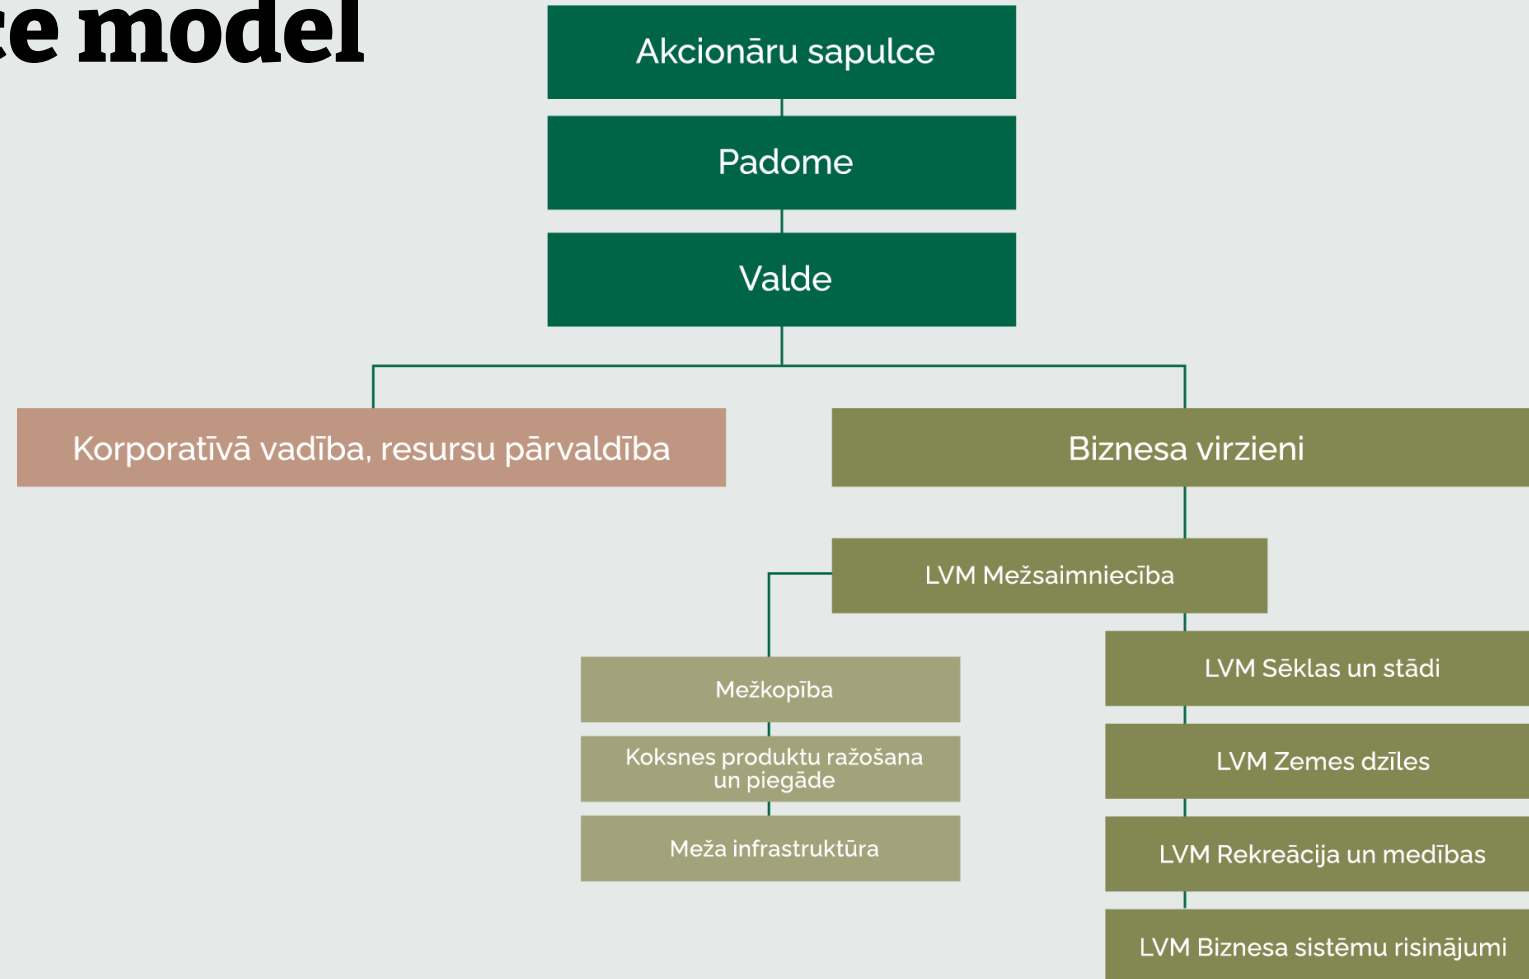 ce model
Akcionāru sapulce
Padome
Valde
Korporatīvā vadība, resursu pārvaldība
Biznesa virzieni
LVM Mežsaimniecība
Mežkopība
Koksnes produktu ražošana
un piegāde
Meža infrastruktūra
LVM Sēklas un stādi
LVM Zemes dzīles
LVM Rekreācija un medības
LVM Biznesa sistēmu risinājumi